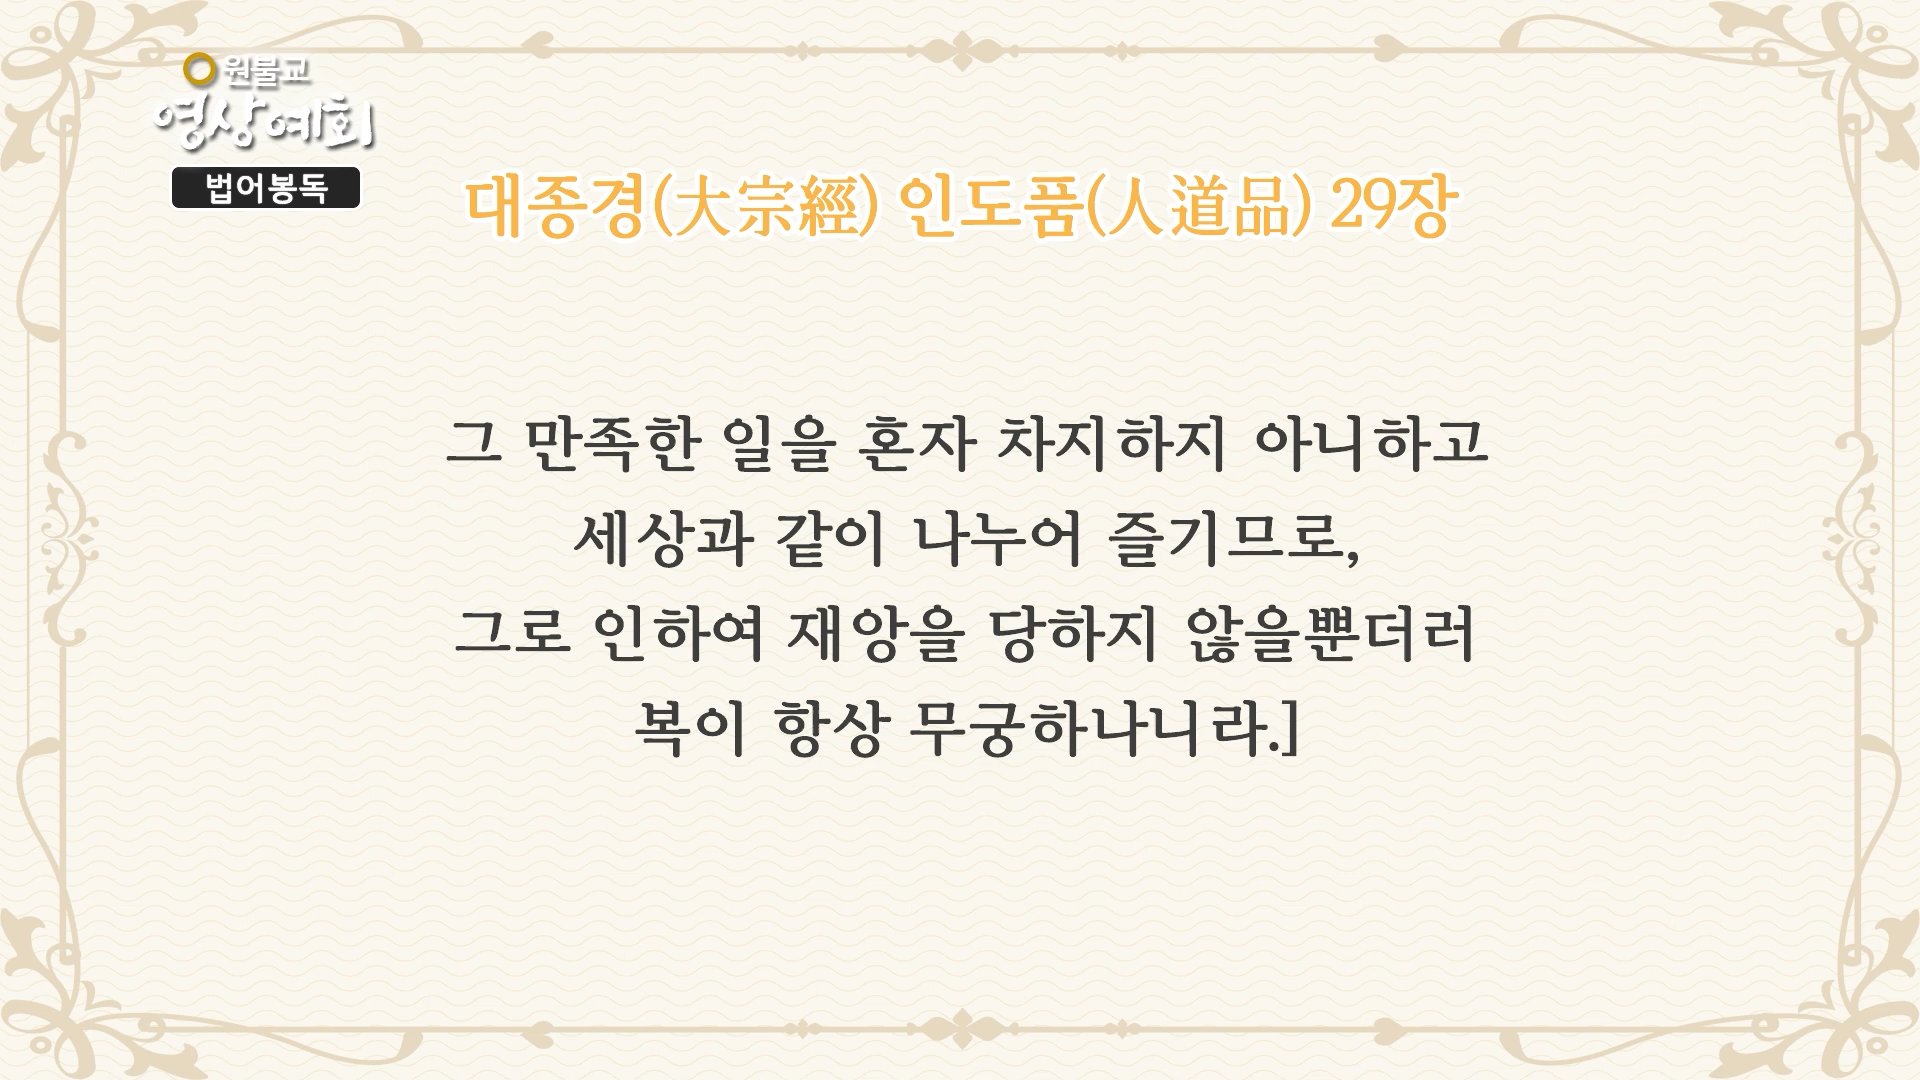 원불교
영상예회
법어봉독
대종경(大宗經) 인도품(人道品) 29장
그 만족한 일을 혼자 차지하지 아니하고
세상과 같이 나누어 즐기므로,
그로 인하여 재앙을 당하지 않을뿐더러
복이 항상 무궁하나니라.]